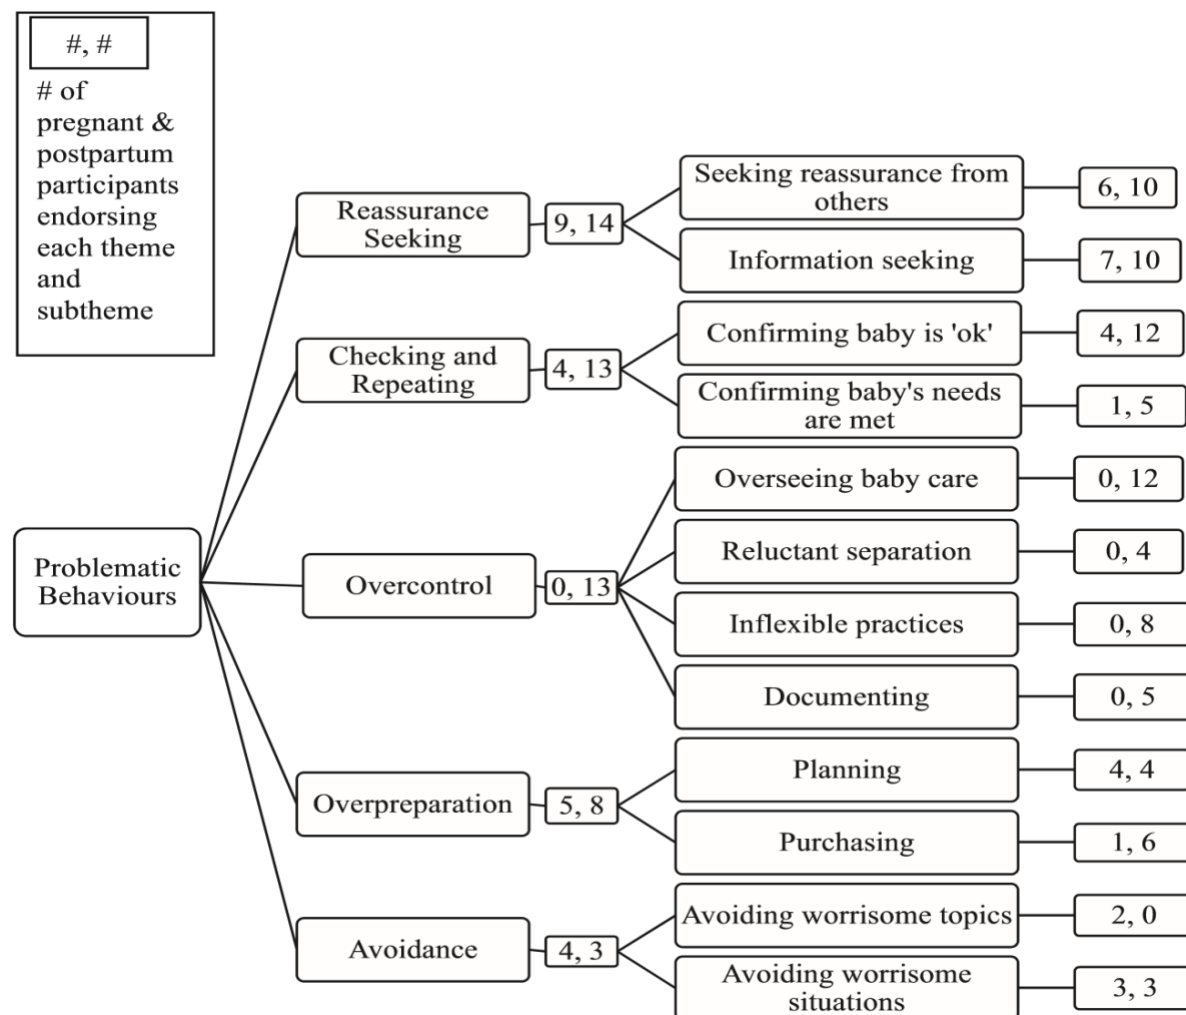 #, #
# of
pregnant &
postpartum
participants
endorsing
each theme
and
subtheme
Problematic
Behaviours
Reassurance
Seeking
9, 14
Seeking reassurance from
others
6, 10
Information seeking
7, 10
Checking and
Repeating
4, 13
Confirming baby is 'ok'
4, 12
Confirming baby's needs
are met
1, 5
Overcontrol
0, 13
Overseeing baby care
0, 12
Reluctant separation
0, 4
Inflexible practices
0, 8
Documenting
0, 5
Overpreparation
5, 8
Planning
4, 4
Purchasing
1, 6
Avoidance
4, 3
Avoiding worrisome topics
2, 0
Avoiding worrisome
situations
3, 3